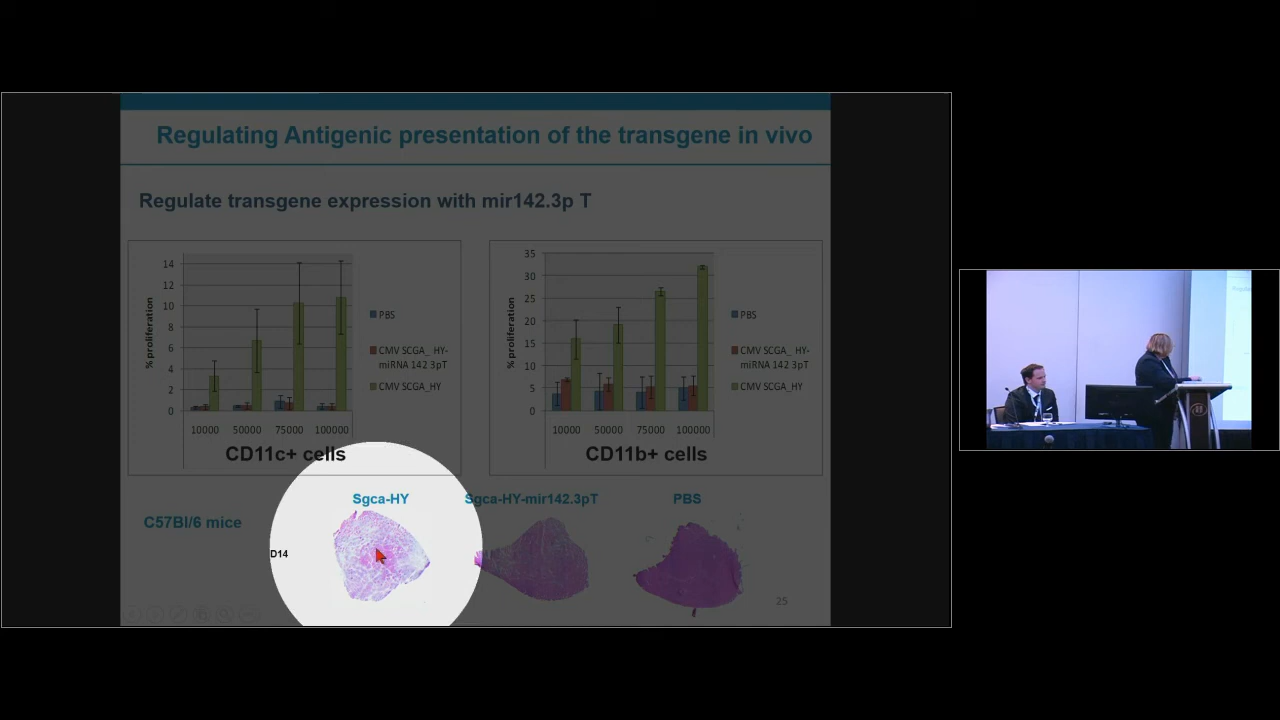 Regulating Antigenic presentation of the transgene in vivo
Regulate transgene expression with mir142.3p T
14
12
10
8
6
4
2
0
% proliferation
10000 50000 75000 100000
PBS
CMV SCGA_ HY-
miRNA 142 3pT
CMV SCGA_HY
CD11c+ cells
35
30
25
20
15
10
5
0
% proliferation
10000 50000 75000 100000
PBS
CMV SCGA_ HY-
miRNA 142 3pT
CMV SCGA_HY
CD11b+ cells
Sgca-HY
Sgca-HY-mir142.3pT
PBS
C57Bl/6 mice
D14
25